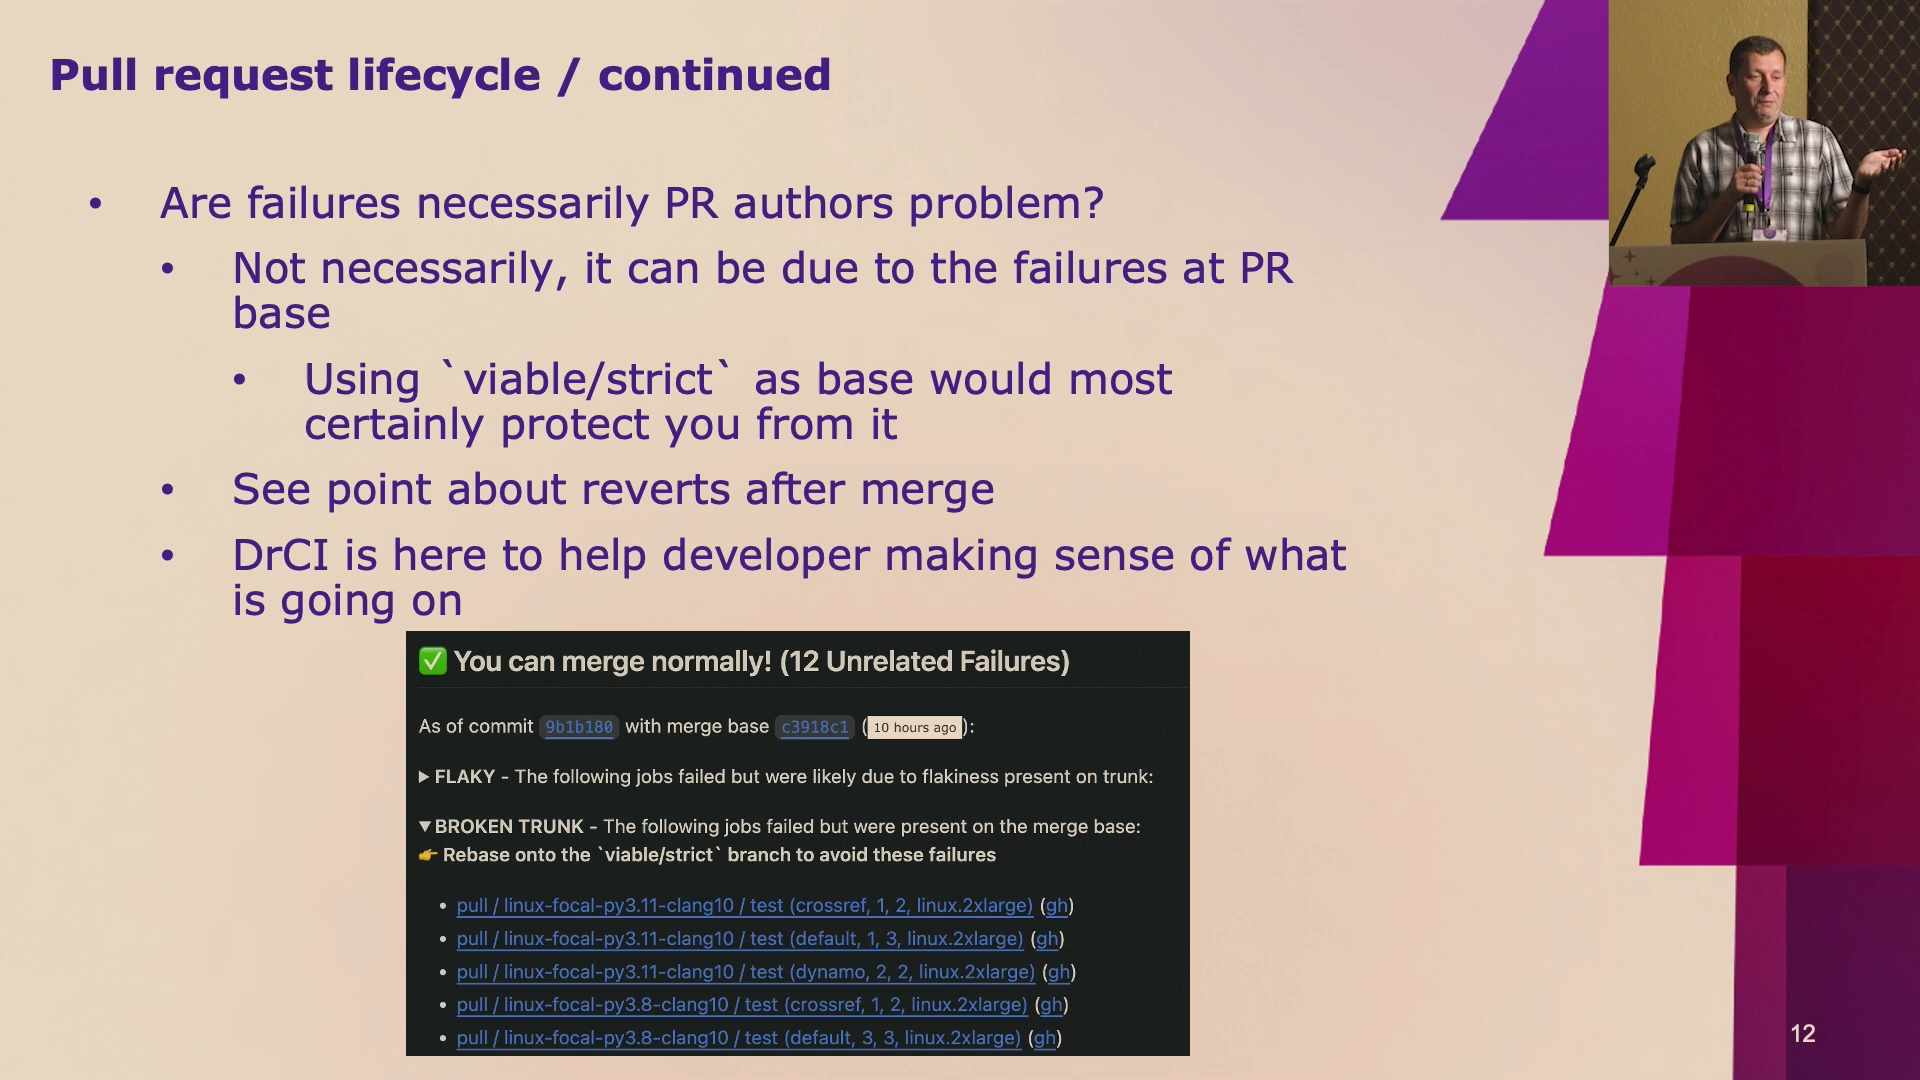 Pull request lifecycle / continued
• Are failures necessarily PR authors problem?
• Not necessarily, it can be due to the failures at PR
base
• Using `viable/strict` as base would most
certainly protect you from it
• See point about reverts after merge
• DrCI is here to help developer making sense of what
is going on
✅ You can merge normally! (12 Unrelated Failures)
As of commit 9b1b180 with merge base c3918c1 (10 hours ago):
▶ FLAKY - The following jobs failed but were likely due to flakiness present on trunk:
▼ BROKEN TRUNK - The following jobs failed but were present on the merge base:
👉 Rebase onto the `viable/strict` branch to avoid these failures
• pull / linux-focal-py3.11-clang10 / test (crossref, 1, 2, linux.2xlarge) (gh)
• pull / linux-focal-py3.11-clang10 / test (default, 1, 3, linux.2xlarge) (gh)
• pull / linux-focal-py3.11-clang10 / test (dynamo, 2, 2, linux.2xlarge) (gh)
• pull / linux-focal-py3.8-clang10 / test (crossref, 1, 2, linux.2xlarge) (gh)
• pull / linux-focal-py3.8-clang10 / test (default, 3, 3, linux.2xlarge) (gh)
12